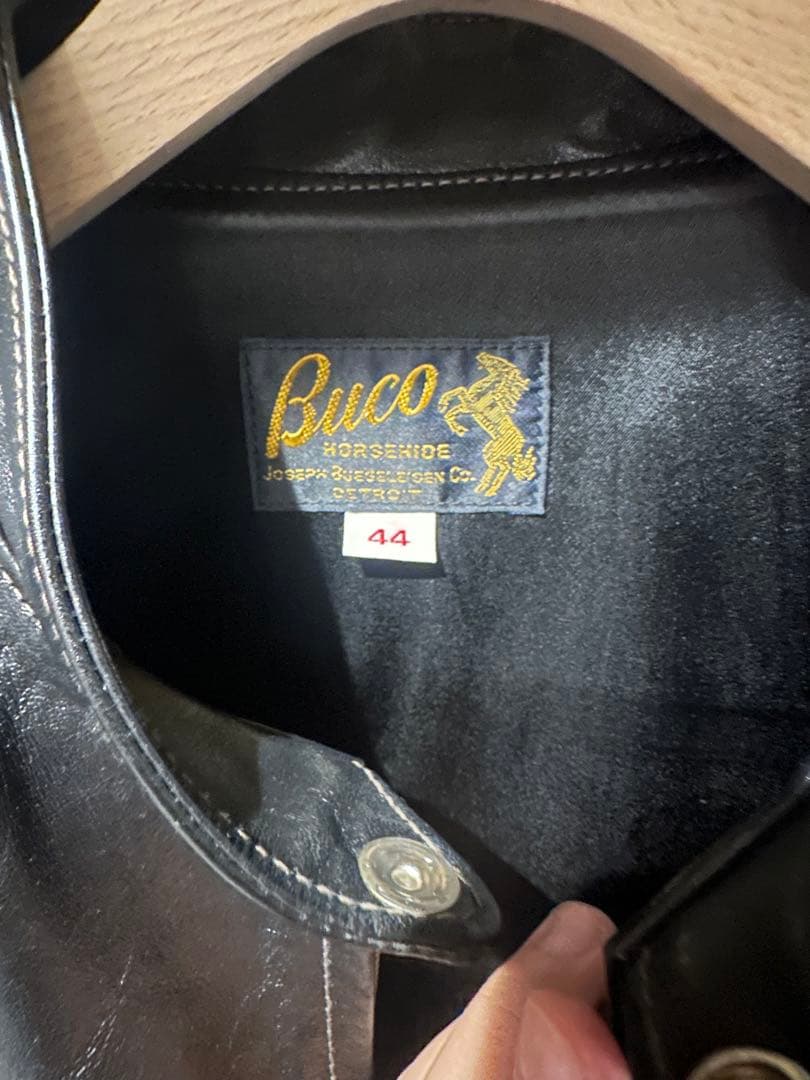 Buco
HORSEHIDE
JOSEPH BUEGELEISEN CO.
DETROIT
44